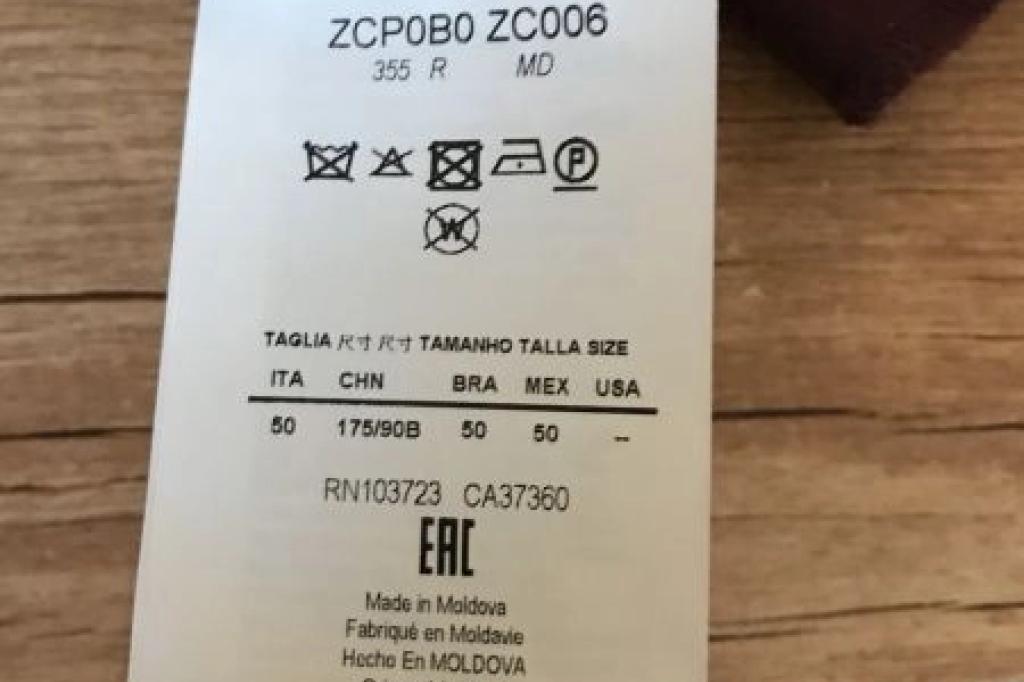 ZCP0B0 ZC006
355 R MD
P
W
TAGLIA 尺寸 尺寸 TAMANHO TALLA SIZE
ITA CHN BRA MEX USA
50 175/90B 50 50 --
RN103723 CA37360
EAC
Made in Moldova
Fabriqué en Moldavie
Hecho En MOLDOVA